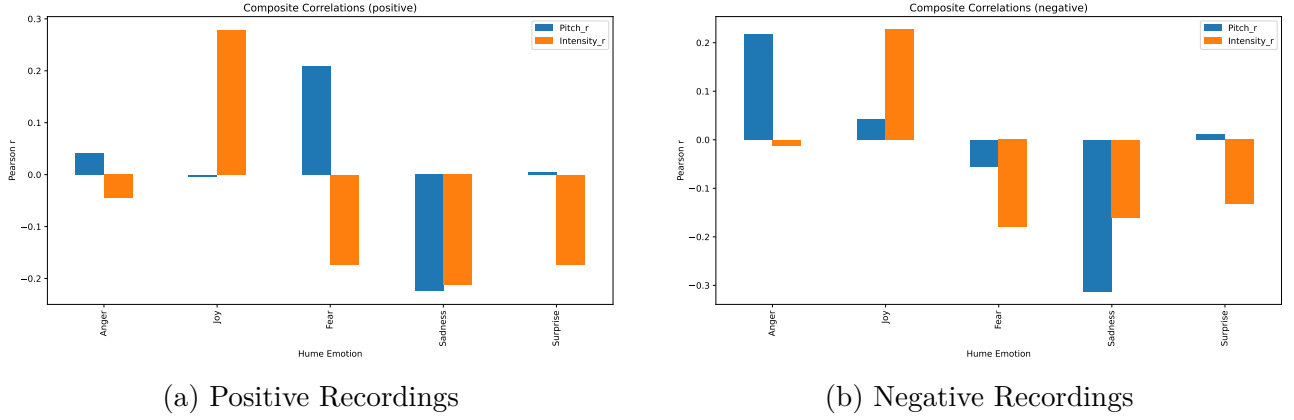 Composite Correlations (positive)
0.3
0.2
0.1
0.0
−0.1
−0.2
Pearson r
Pitch_r
Intensity_r
Anger
Joy
Fear
Sadness
Surprise
Hume Emotion
(a) Positive Recordings
Composite Correlations (negative)
0.2
0.1
0.0
−0.1
−0.2
−0.3
Pearson r
Pitch_r
Intensity_r
Anger
Joy
Fear
Sadness
Surprise
Hume Emotion
(b) Negative Recordings